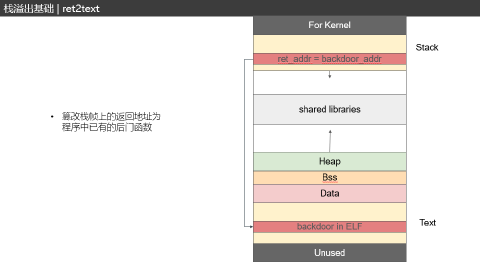 栈溢出基础 | ret2text
For Kernel
Stack
ret_addr = backdoor_addr
shared libraries
篡改栈帧上的返回地址为
程序中已有的后门函数
Heap
Bss
Data
Text
backdoor in ELF
Unused